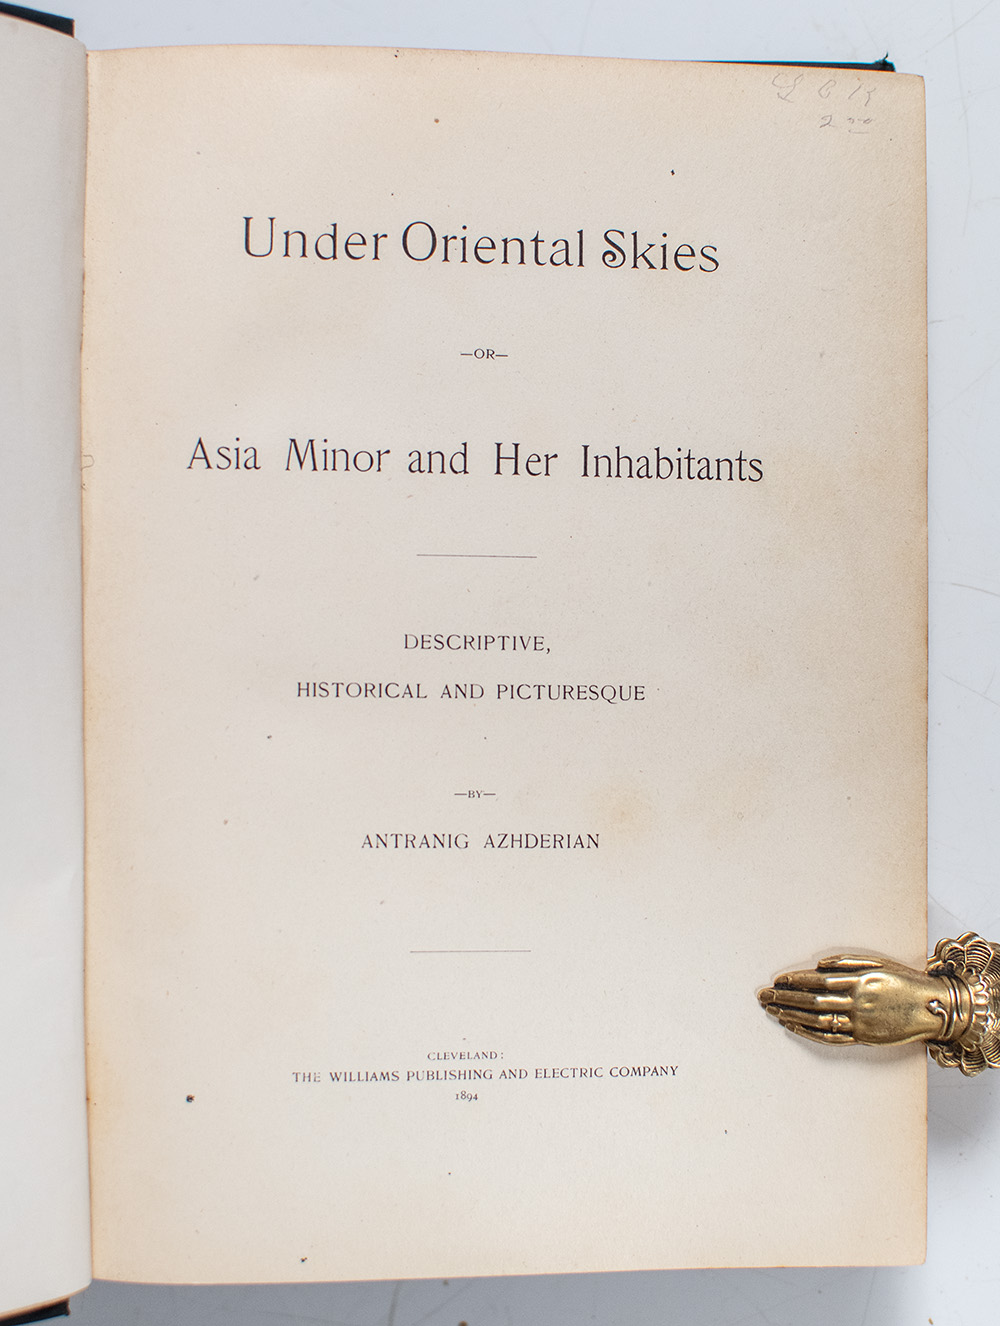 Under Oriental Skies
—OR—
Asia Minor and Her Inhabitants
DESCRIPTIVE,
HISTORICAL AND PICTURESQUE
—BY—
ANTRANIG AZHDERIAN
CLEVELAND:
THE WILLIAMS PUBLISHING AND ELECTRIC COMPANY
1894